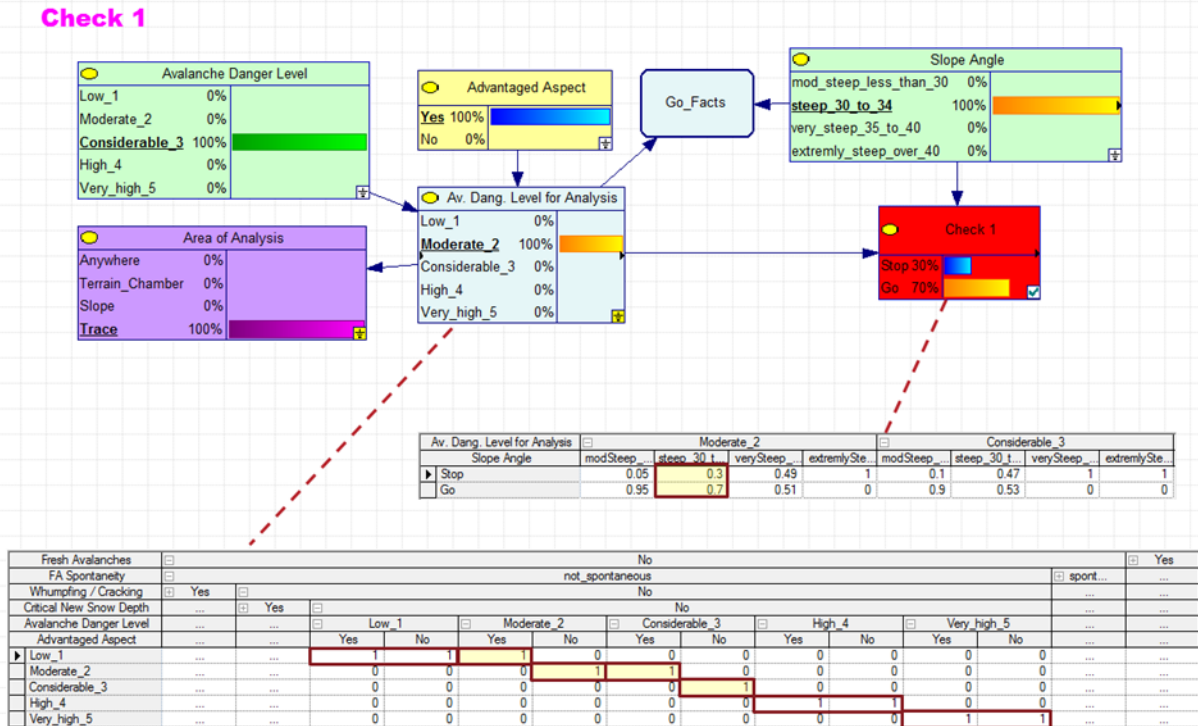 Check 1
Avalanche Danger Level
Low_1 0%
Moderate_2 0%
Considerable_3 100%
High_4 0%
Very_high_5 0%
Advantaged Aspect
Yes 100%
No 0%
Go_Facts
Slope Angle
mod_steep_less_than_30 0%
steep_30_to_34 100%
very_steep_35_to_40 0%
extremly_steep_over_40 0%
Area of Analysis
Anywhere 0%
Terrain_Chamber 0%
Slope 0%
Trace 100%
Av. Dang. Level for Analysis
Low_1 0%
Moderate_2 100%
Considerable_3 0%
High_4 0%
Very_high_5 0%
Check 1
Stop 30%
Go 70%
Av. Dang. Level for Analysis Moderate_2 Considerable_3
Slope Angle modSteep_... steep_30_t... verySteep_... extremlySte... modSteep_... steep_30_t... verySteep_... extremlySte...
Stop 0.05 0.3 0.49 1 0.1 0.47 1 1
Go 0.95 0.7 0.51 0 0.9 0.53 0 0
Fresh Avalanches No Yes
FA Spontaneity not_spontaneous spont... ...
Whumpfing / Cracking Yes No ... ...
Critical New Snow Depth ... Yes No ... ...
Avalanche Danger Level ... ... Low_1 Moderate_2 Considerable_3 High_4 Very_high_5 ... ...
Advantaged Aspect ... ... Yes No Yes No Yes No Yes No Yes No ... ...
Low_1 ... ... 1 1 1 0 0 0 0 0 0 0 ... ...
Moderate_2 ... ... 0 0 0 1 1 0 0 0 0 0 ... ...
Considerable_3 ... ... 0 0 0 0 0 1 0 0 0 0 ... ...
High_4 ... ... 0 0 0 0 0 0 1 1 0 0 ... ...
Very_high_5 ... ... 0 0 0 0 0 0 0 0 1 1 ... ...